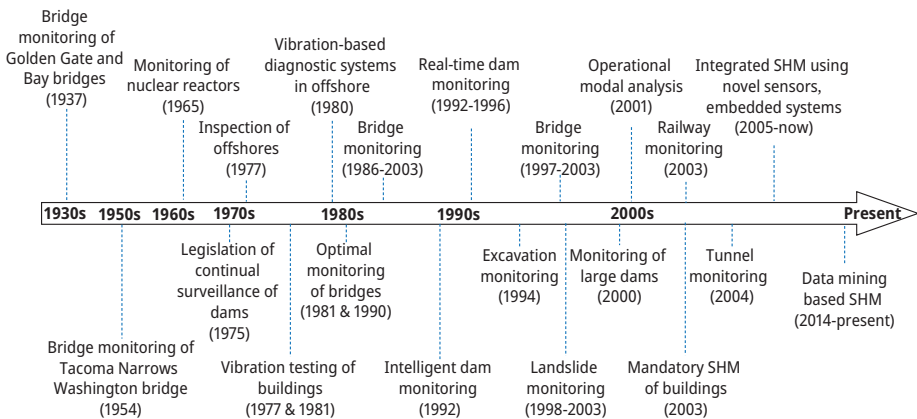 Bridge
monitoring of
Golden Gate and
Bay bridges
(1937)
Monitoring of
nuclear reactors
(1965)
Inspection of
offshores
(1977)
Vibration-based
diagnostic systems
in offshore
(1980)
Bridge
monitoring
(1986-2003)
Real-time dam
monitoring
(1992-1996)
Bridge
monitoring
(1997-2003)
Operational
modal analysis
(2001)
Railway
monitoring
(2003)
Integrated SHM using
novel sensors,
embedded systems
(2005-now)
1930s 1950s 1960s 1970s 1980s 1990s 2000s Present
Bridge monitoring of
Tacoma Narrows
Washington bridge
(1954)
Legislation of
continual
surveillance of
dams
(1975)
Vibration testing of
buildings
(1977 & 1981)
Optimal
monitoring
of bridges
(1981 & 1990)
Intelligent dam
monitoring
(1992)
Excavation
monitoring
(1994)
Landslide
monitoring
(1998-2003)
Monitoring of
large dams
(2000)
Mandatory SHM
of buildings
(2003)
Tunnel
monitoring
(2004)
Data mining
based SHM
(2014-present)